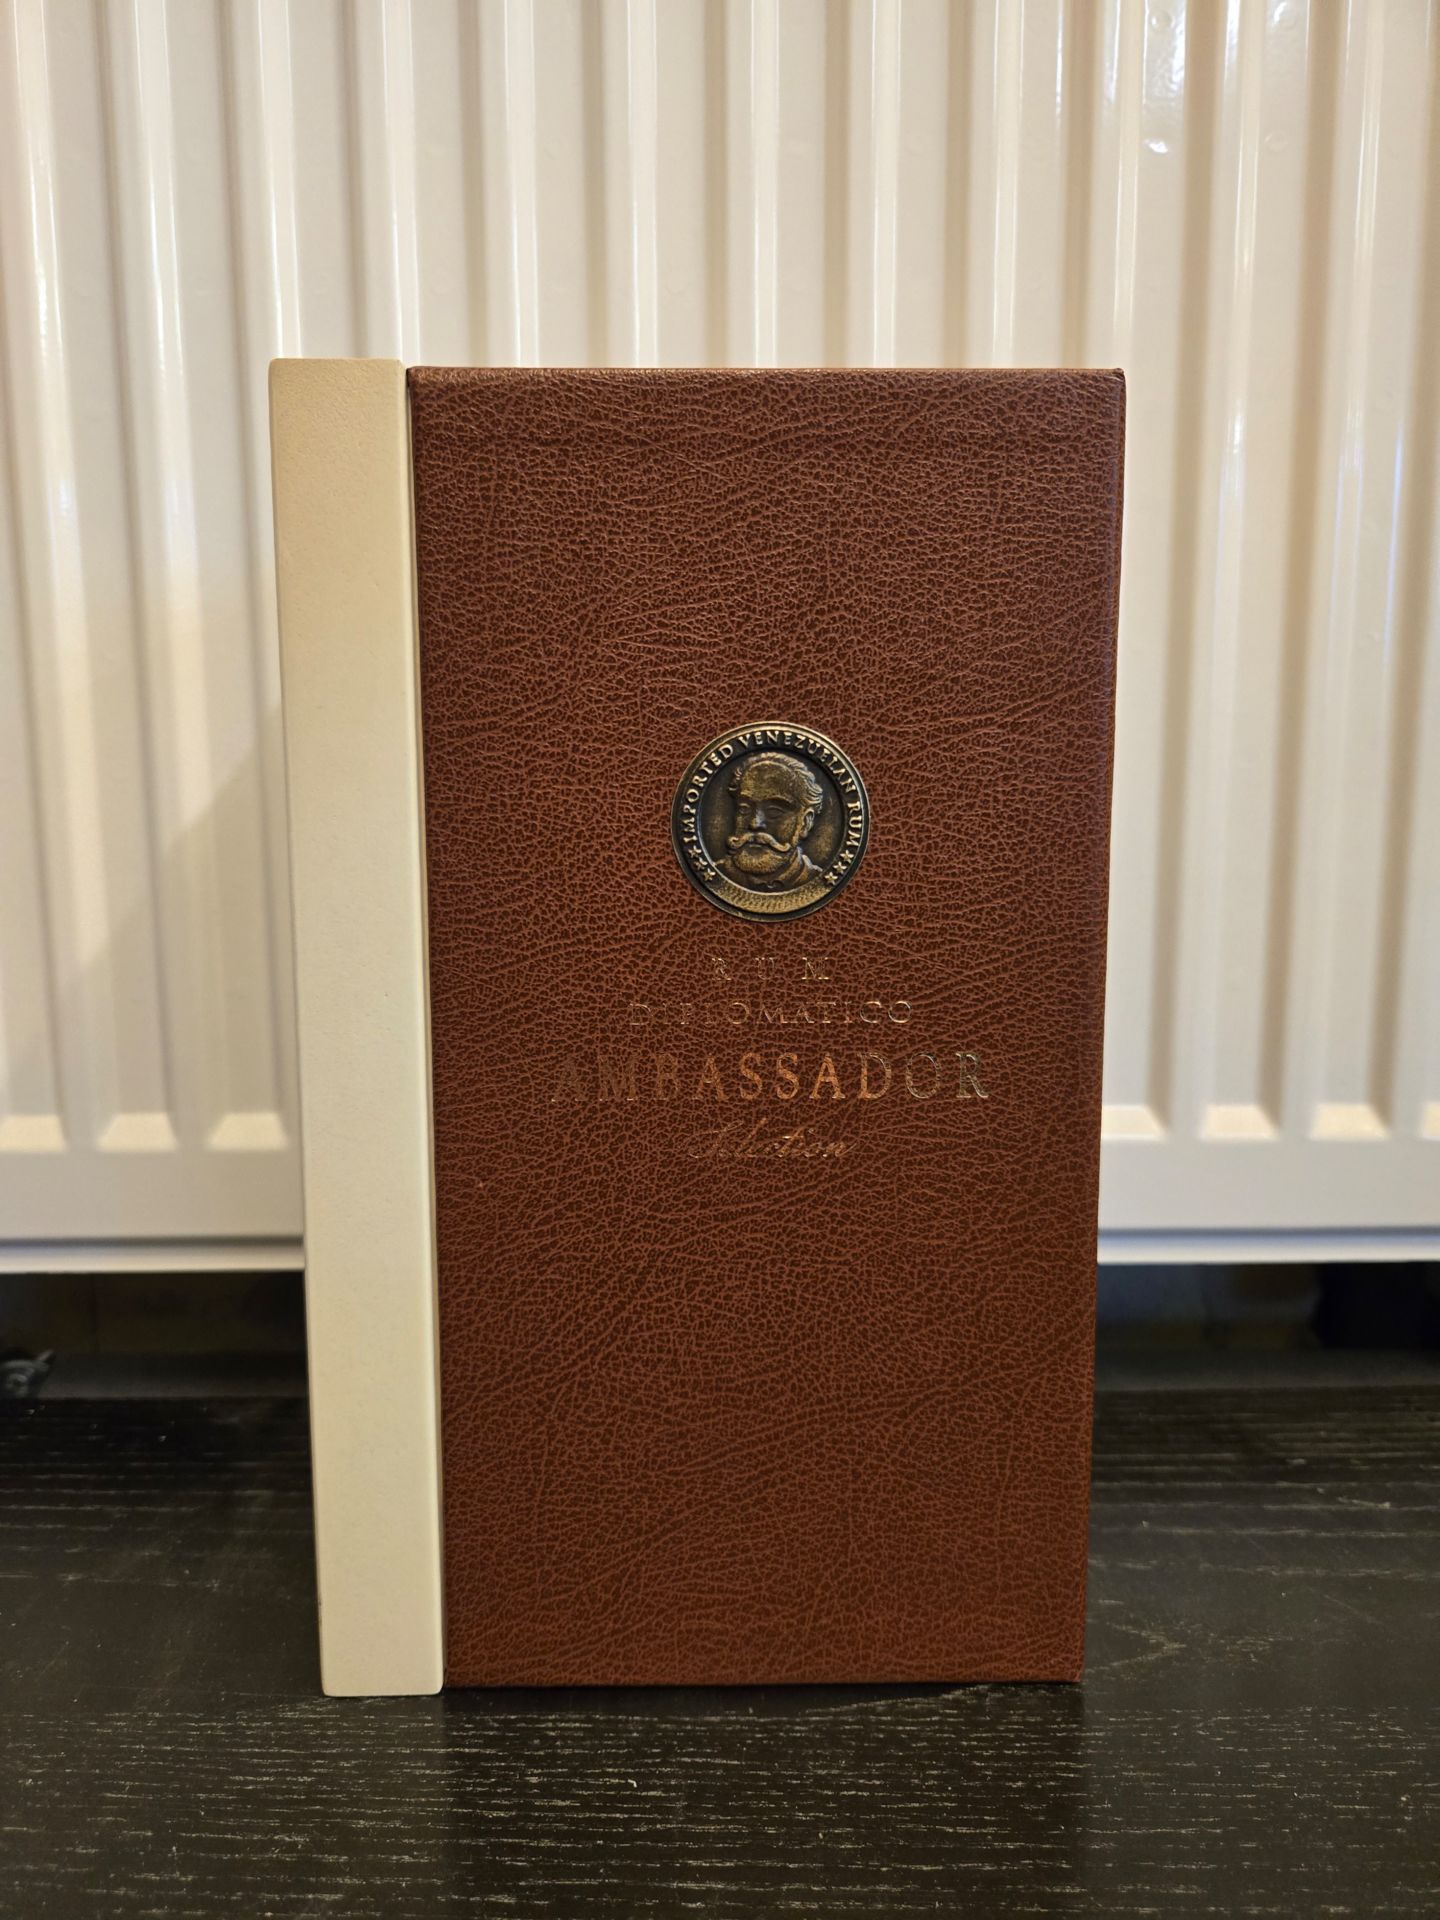 IMPORTED VENEZUELAN RUM
RUM
DIPLOMATICO
AMBASSADOR
Selection